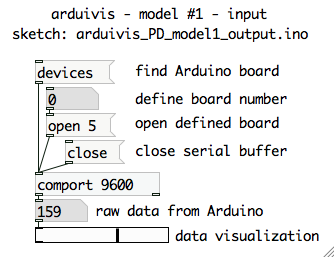 arduivis - model #1 - input
sketch: arduivis_PD_model1_output.ino
devices find Arduino board
0 define board number
open 5 open defined board
close close serial buffer
comport 9600
159 raw data from Arduino
data visualization